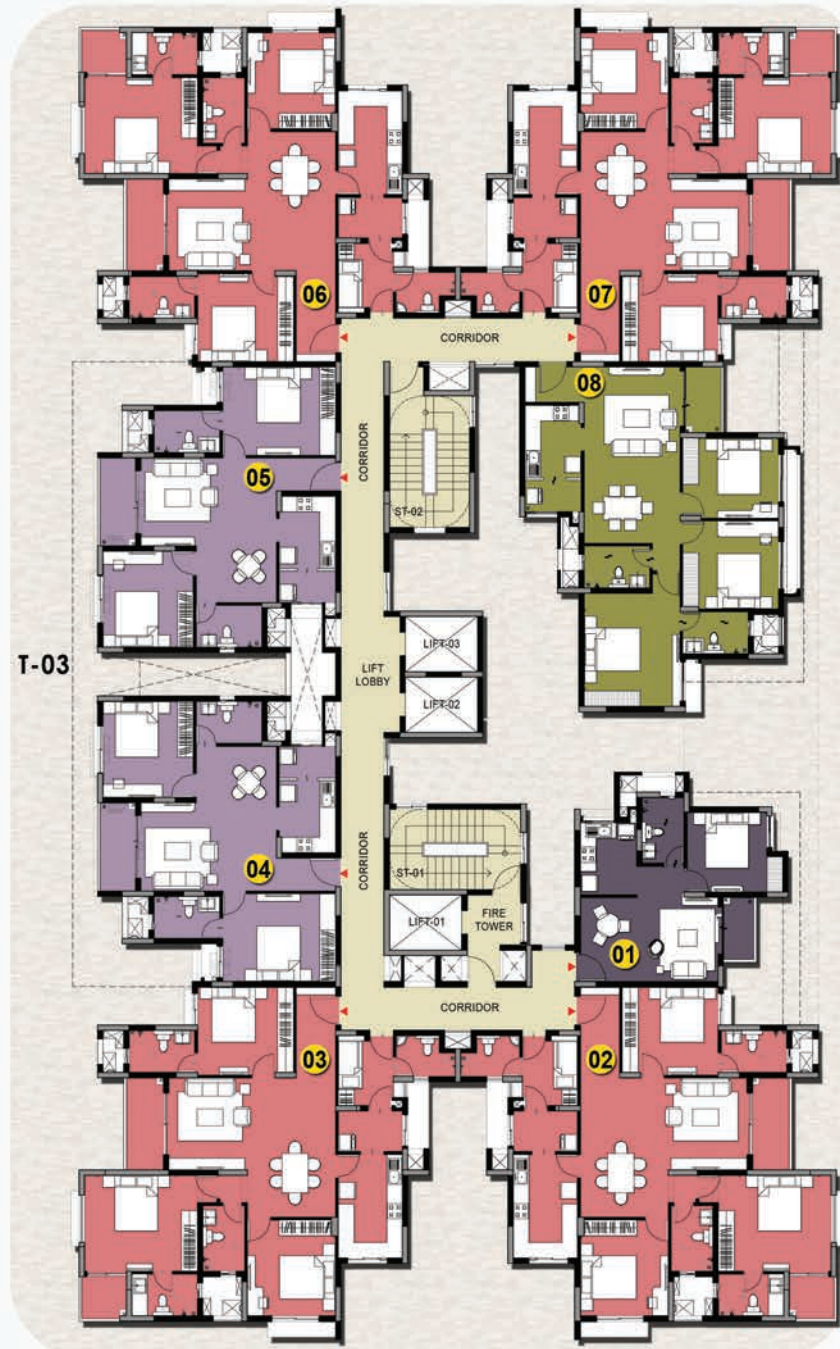 06
07
CORRIDOR
08
CORRIDOR
05
ST-02
T-03
LIFT-03
LIFT
LOBBY
LIFT-02
CORRIDOR
ST-01
04
LIFT-01
FIRE
TOWER
01
CORRIDOR
03
02